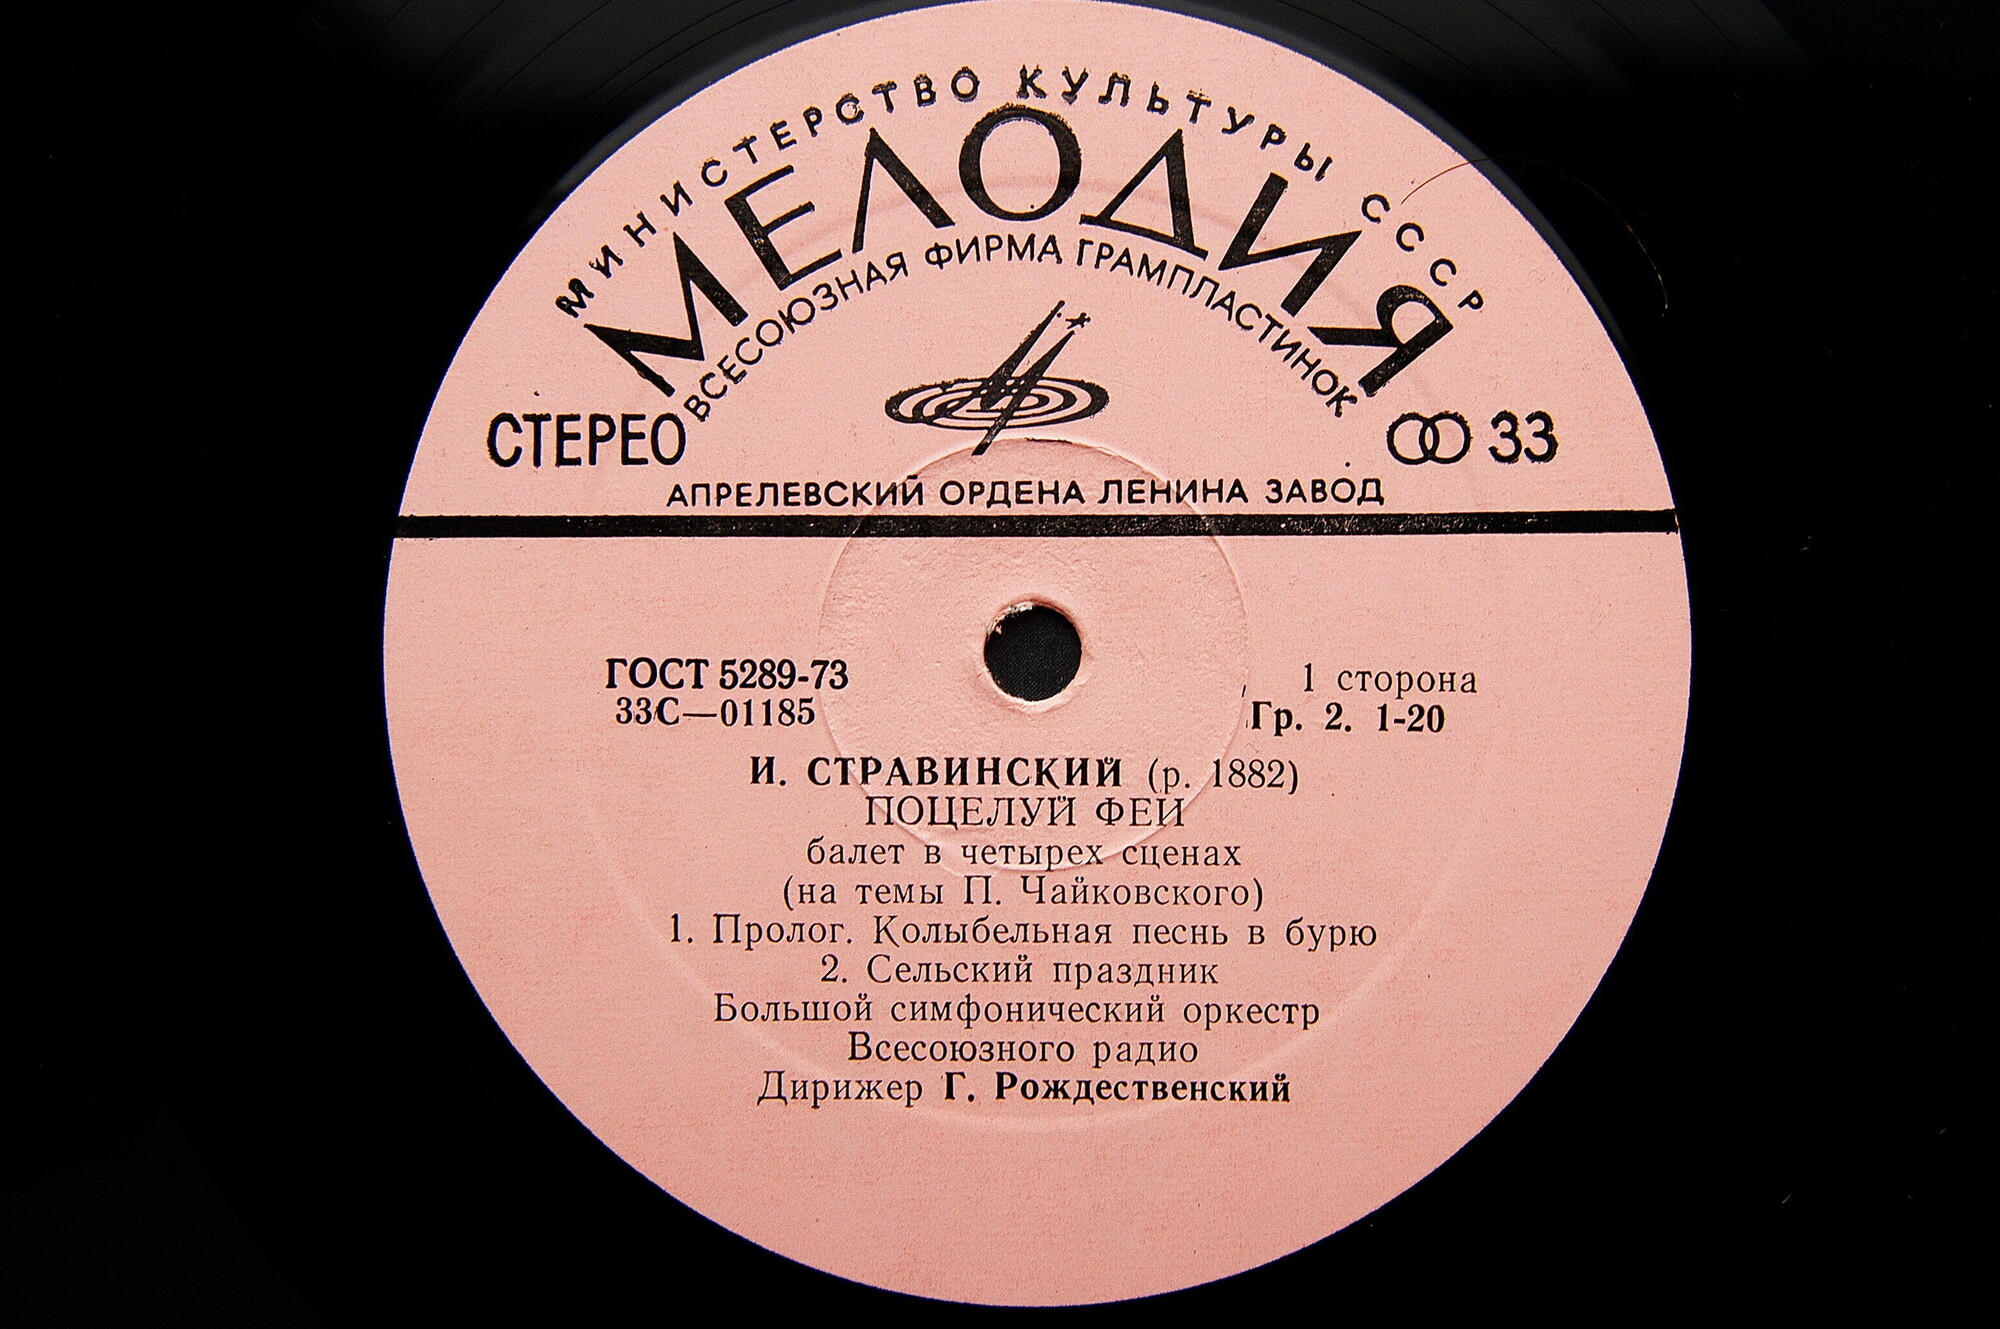 МИНИСТЕРСТВО КУЛЬТУРЫ СССР
МЕЛОДИЯ
ВСЕСОЮЗНАЯ ФИРМА ГРАМПЛАСТИНОК
СТЕРЕО 33
АПРЕЛЕВСКИЙ ОРДЕНА ЛЕНИНА ЗАВОД
ГОСТ 5289-73 1 сторона
33С—01185 Гр. 2. 1-20
И. СТРАВИНСКИЙ (р. 1882)
ПОЦЕЛУЙ ФЕИ
балет в четырех сценах
(на темы П. Чайковского)
1. Пролог. Колыбельная песнь в бурю
2. Сельский праздник
Большой симфонический оркестр
Всесоюзного радио
Дирижер Г. Рождественский